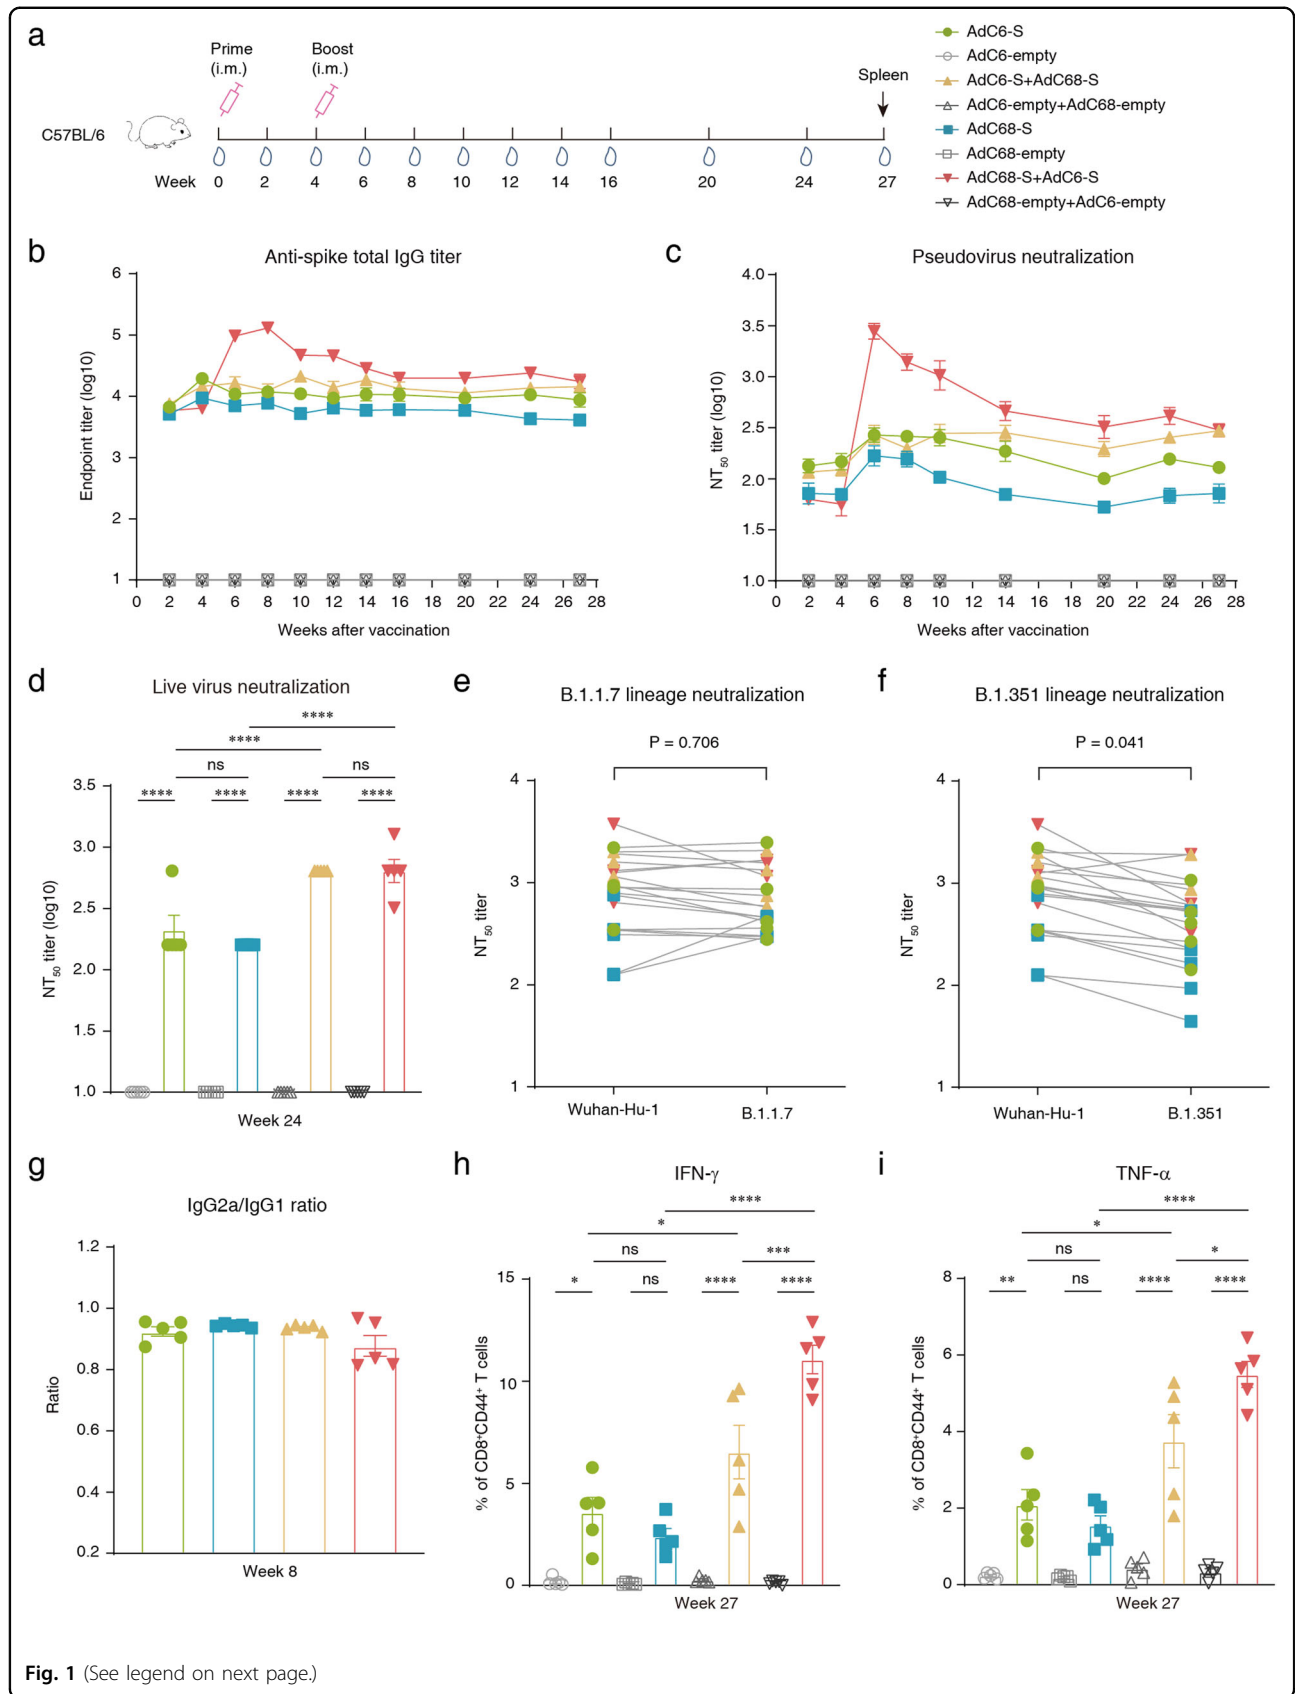 a
Prime
(i.m.)
Boost
(i.m.)
Spleen
C57BL/6
Week 0 2 4 6 8 10 12 14 16 20 24 27
AdC6-S
AdC6-empty
AdC6-S+AdC68-S
AdC6-empty+AdC68-empty
AdC68-S
AdC68-empty
AdC68-S+AdC6-S
AdC68-empty+AdC6-empty
b
Anti-spike total IgG titer
Endpoint titer (log10)
6
5
4
3
2
1
0 2 4 6 8 10 12 14 16 18 20 22 24 26 28
Weeks after vaccination
c
Pseudovirus neutralization
NT50 titer (log10)
4.0
3.5
3.0
2.5
2.0
1.5
1.0
0 2 4 6 8 10 12 14 16 18 20 22 24 26 28
Weeks after vaccination
d
Live virus neutralization
****
****
ns ns
**** **** **** ****
NT50 titer (log10)
3.5
3.0
2.5
2.0
1.5
1.0
Week 24
e
B.1.1.7 lineage neutralization
P = 0.706
NT50 titer
4
3
2
1
Wuhan-Hu-1 B.1.1.7
f
B.1.351 lineage neutralization
P = 0.041
NT50 titer
4
3
2
1
Wuhan-Hu-1 B.1.351
g
IgG2a/IgG1 ratio
Ratio
1.2
1.0
0.8
0.6
0.4
0.2
Week 8
h
IFN-γ
****
*
ns ***
* ns **** ****
% of CD8+CD44+ T cells
15
10
5
0
Week 27
i
TNF-α
****
*
ns *
** ns **** ****
% of CD8+CD44+ T cells
8
6
4
2
0
Week 27
Fig. 1 (See legend on next page.)